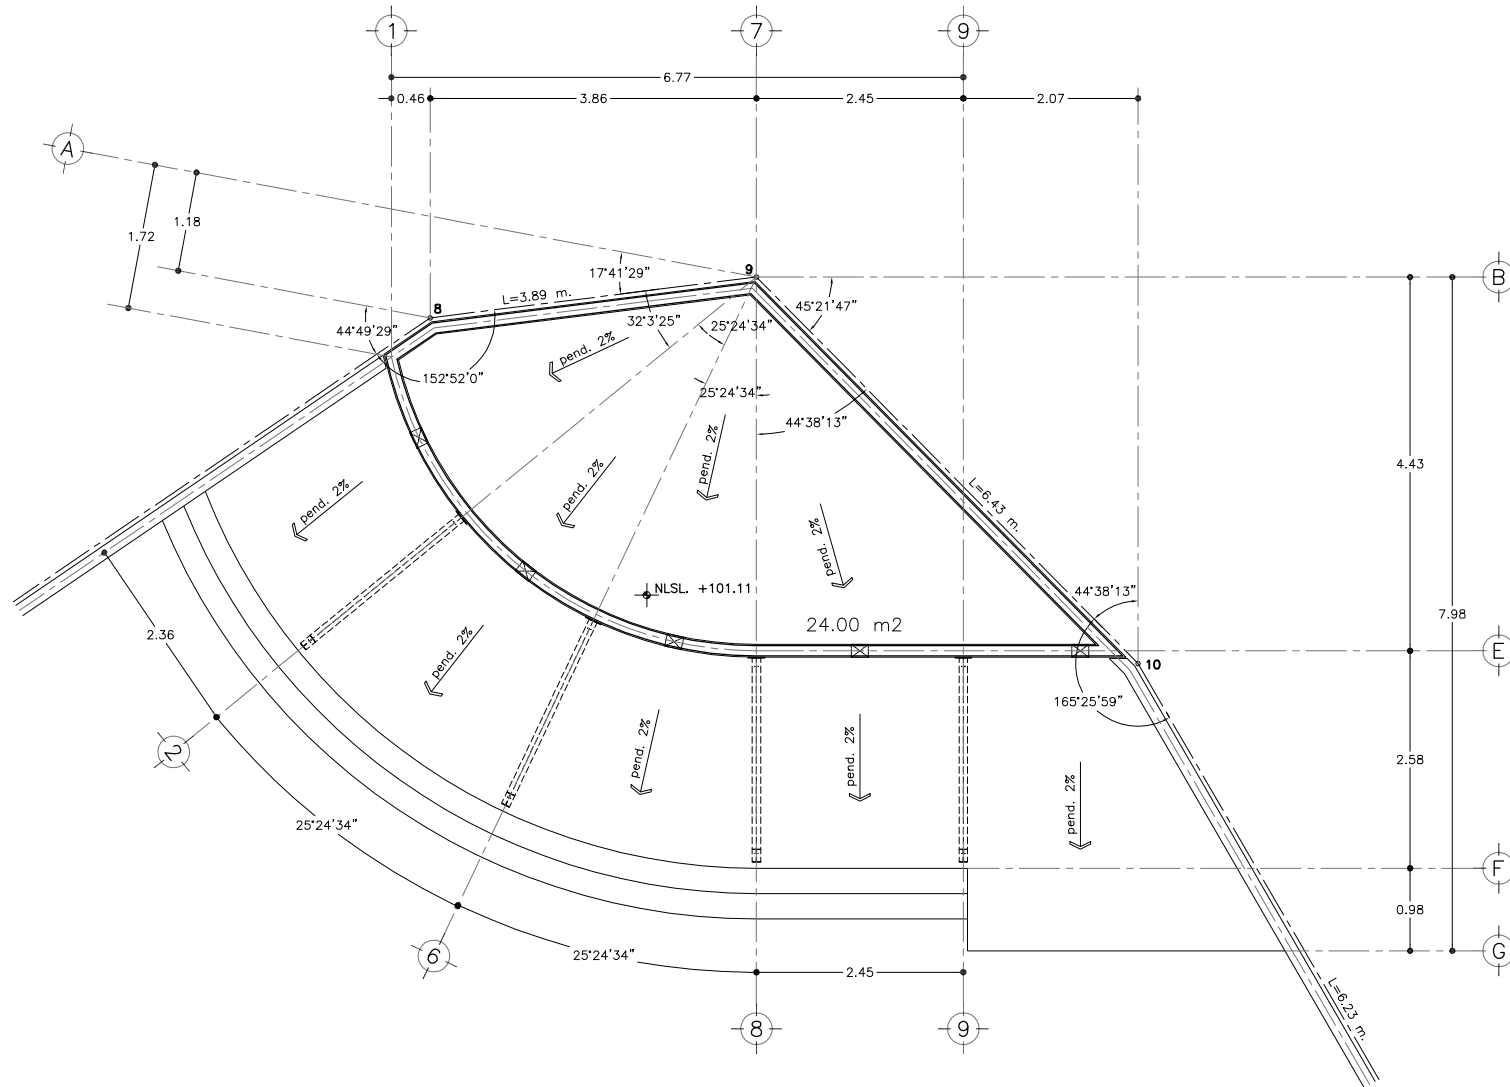 1
7
9
6.77
0.46
3.86
2.45
2.07
A
1.18
1.72
9
17°41'29"
B
L=3.89 m.
8
45°21'47"
44°49'29"
32°3'25"
25°24'34"
pend. 2%
152°52'0"
25°24'34"
44°38'13"
pend. 2%
4.43
pend. 2%
pend. 2%
L=6.43 m.
pend. 2%
NLSL. +101.11
44°38'13"
24.00 m2
7.98
2.36
pend. 2%
E
10
165°25'59"
2
pend. 2%
pend. 2%
2.58
pend. 2%
25°24'34"
F
0.98
G
6
25°24'34"
2.45
L=6.23 m.
8
9